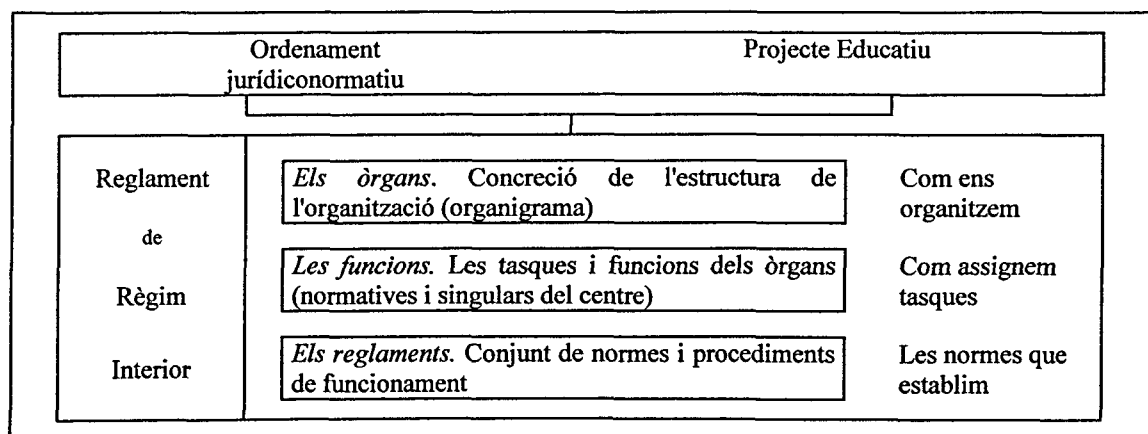 Ordenament
jurídiconormatiu
Projecte Educatiu
Reglament
de
Règim
Interior
Els òrgans. Concreció de l'estructura de
l'organització (organigrama)
Com ens
organitzem
Les funcions. Les tasques i funcions dels òrgans
(normatives i singulars del centre)
Com assignem
tasques
Els reglaments. Conjunt de normes i procediments
de funcionament
Les normes que
establim